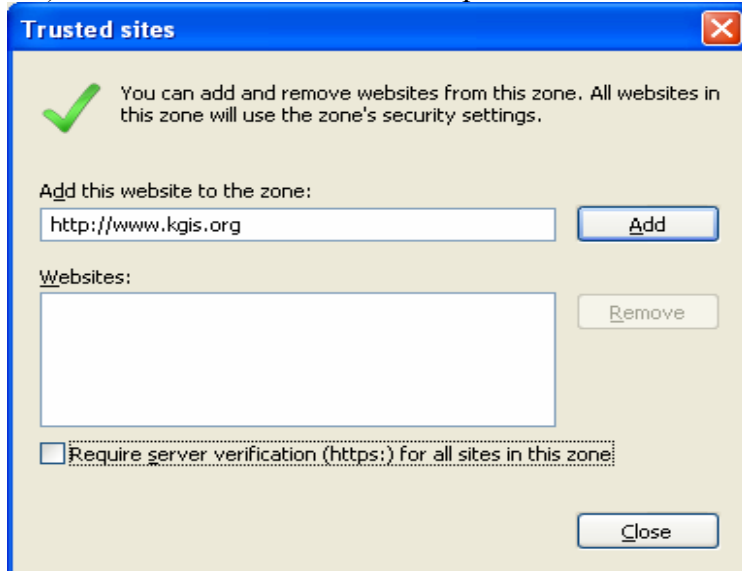 Trusted sites
You can add and remove websites from this zone. All websites in
this zone will use the zone's security settings.
Add this website to the zone:
http://www.kgis.org
Add
Websites:
Remove
Require server verification (https:) for all sites in this zone
Close